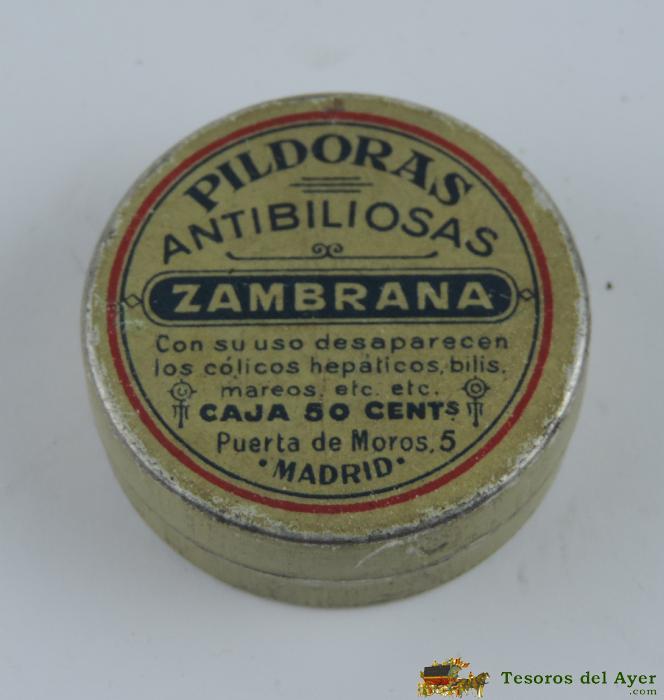 PILDORAS
ANTIBILIOSAS
ZAMBRANA
Con su uso desaparecen
los cólicos hepáticos, bilis,
mareos, etc. etc.
CAJA 50 CENTS
Puerta de Moros, 5
·MADRID·
Tesoros del Ayer
.com